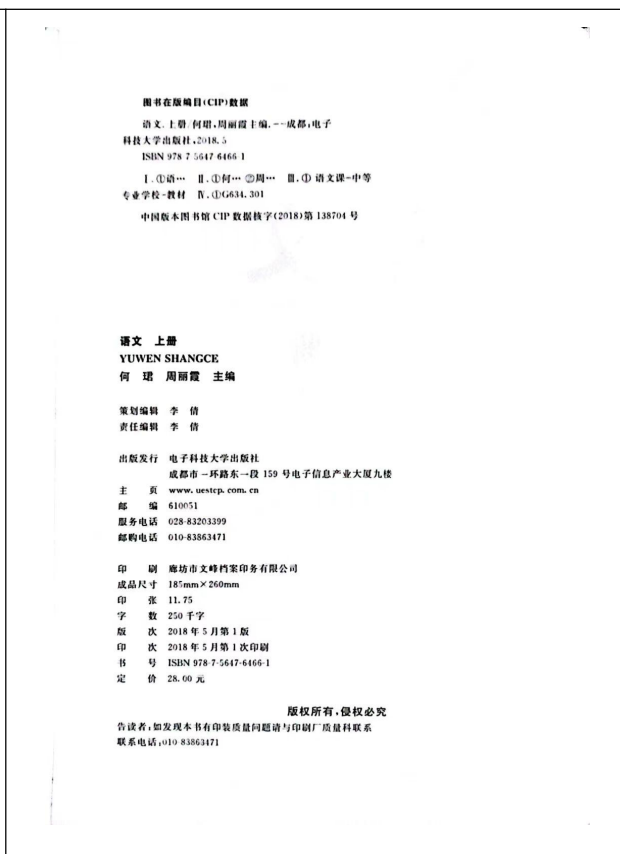 图书在版编目(CIP)数据
语文.上册/何珺,周丽霞主编.--成都:电子
科技大学出版社,2018.5
ISBN 978-7-5647-6466-1
Ⅰ.①语… Ⅱ.①何… ②周… Ⅲ.①语文课-中等
专业学校-教材 Ⅳ.①G634.301
中国版本图书馆CIP数据核字(2018)第138704号
语文 上册
YUWEN SHANGCE
何 珺 周丽霞 主编
策划编辑 李 倩
责任编辑 李 倩
出版发行 电子科技大学出版社
成都市一环路东一段159号电子信息产业大厦九楼
主 页 www.uestcp.com.cn
邮 编 610051
服务电话 028-83203399
邮购电话 010-83863471
印 刷 廊坊市文峰档案印务有限公司
成品尺寸 185mm×260mm
印 张 11.75
字 数 250千字
版 次 2018年5月第1版
印 次 2018年5月第1次印刷
书 号 ISBN 978-7-5647-6466-1
定 价 28.00元
版权所有,侵权必究
告读者:如发现本书有印装质量问题请与印刷厂质量科联系
联系电话:010-83863471